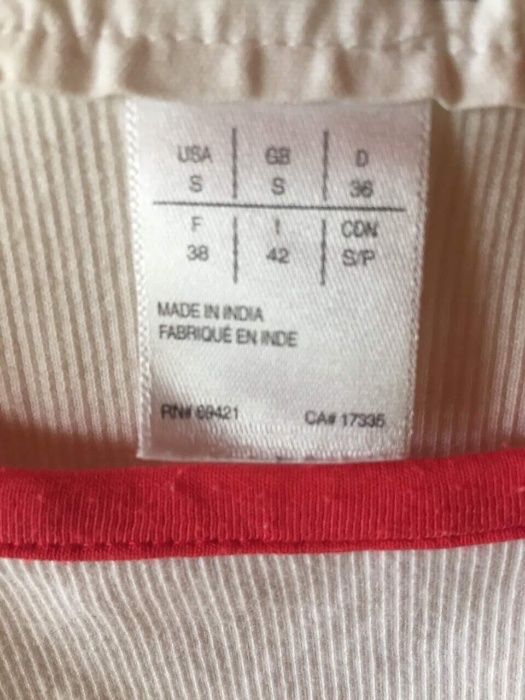 USA GB D
S S 36
F I CDN
38 42 S/P
MADE IN INDIA
FABRIQUÉ EN INDE
RN# 69421 CA# 17335